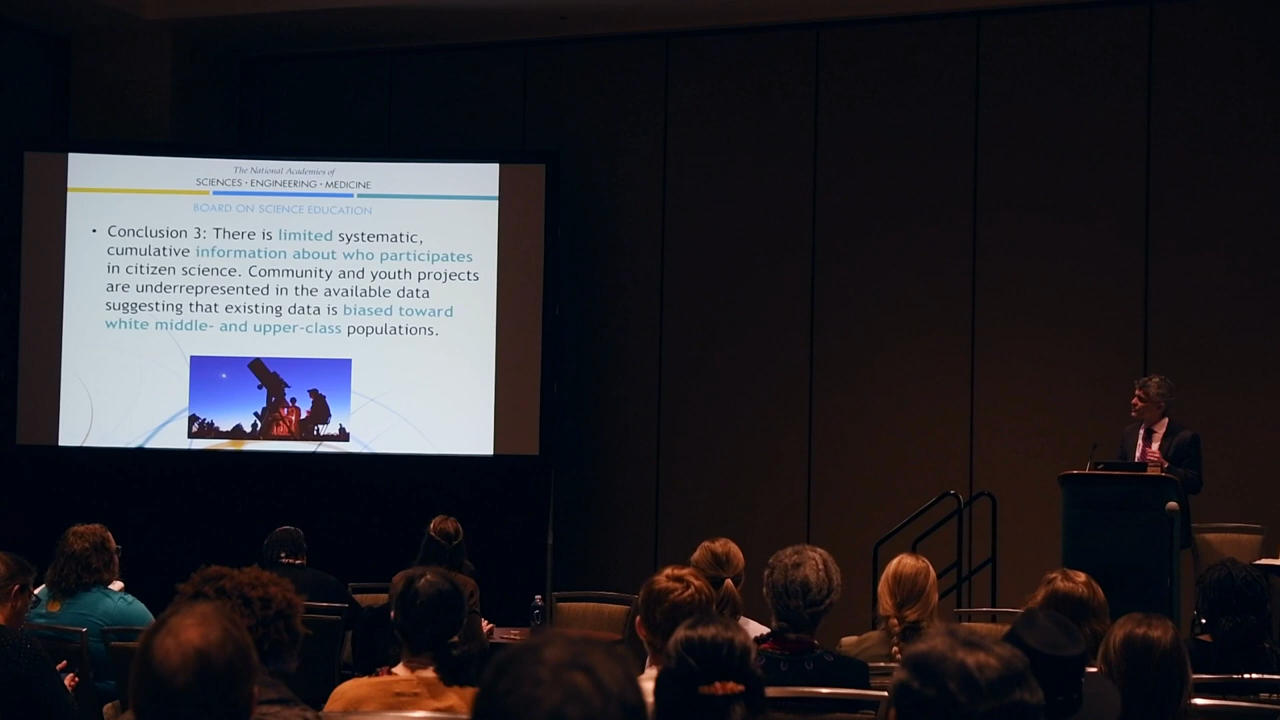 The National Academies of
SCIENCES · ENGINEERING · MEDICINE
BOARD ON SCIENCE EDUCATION
• Conclusion 3: There is limited systematic,
cumulative information about who participates
in citizen science. Community and youth projects
are underrepresented in the available data
suggesting that existing data is biased toward
white middle- and upper-class populations.